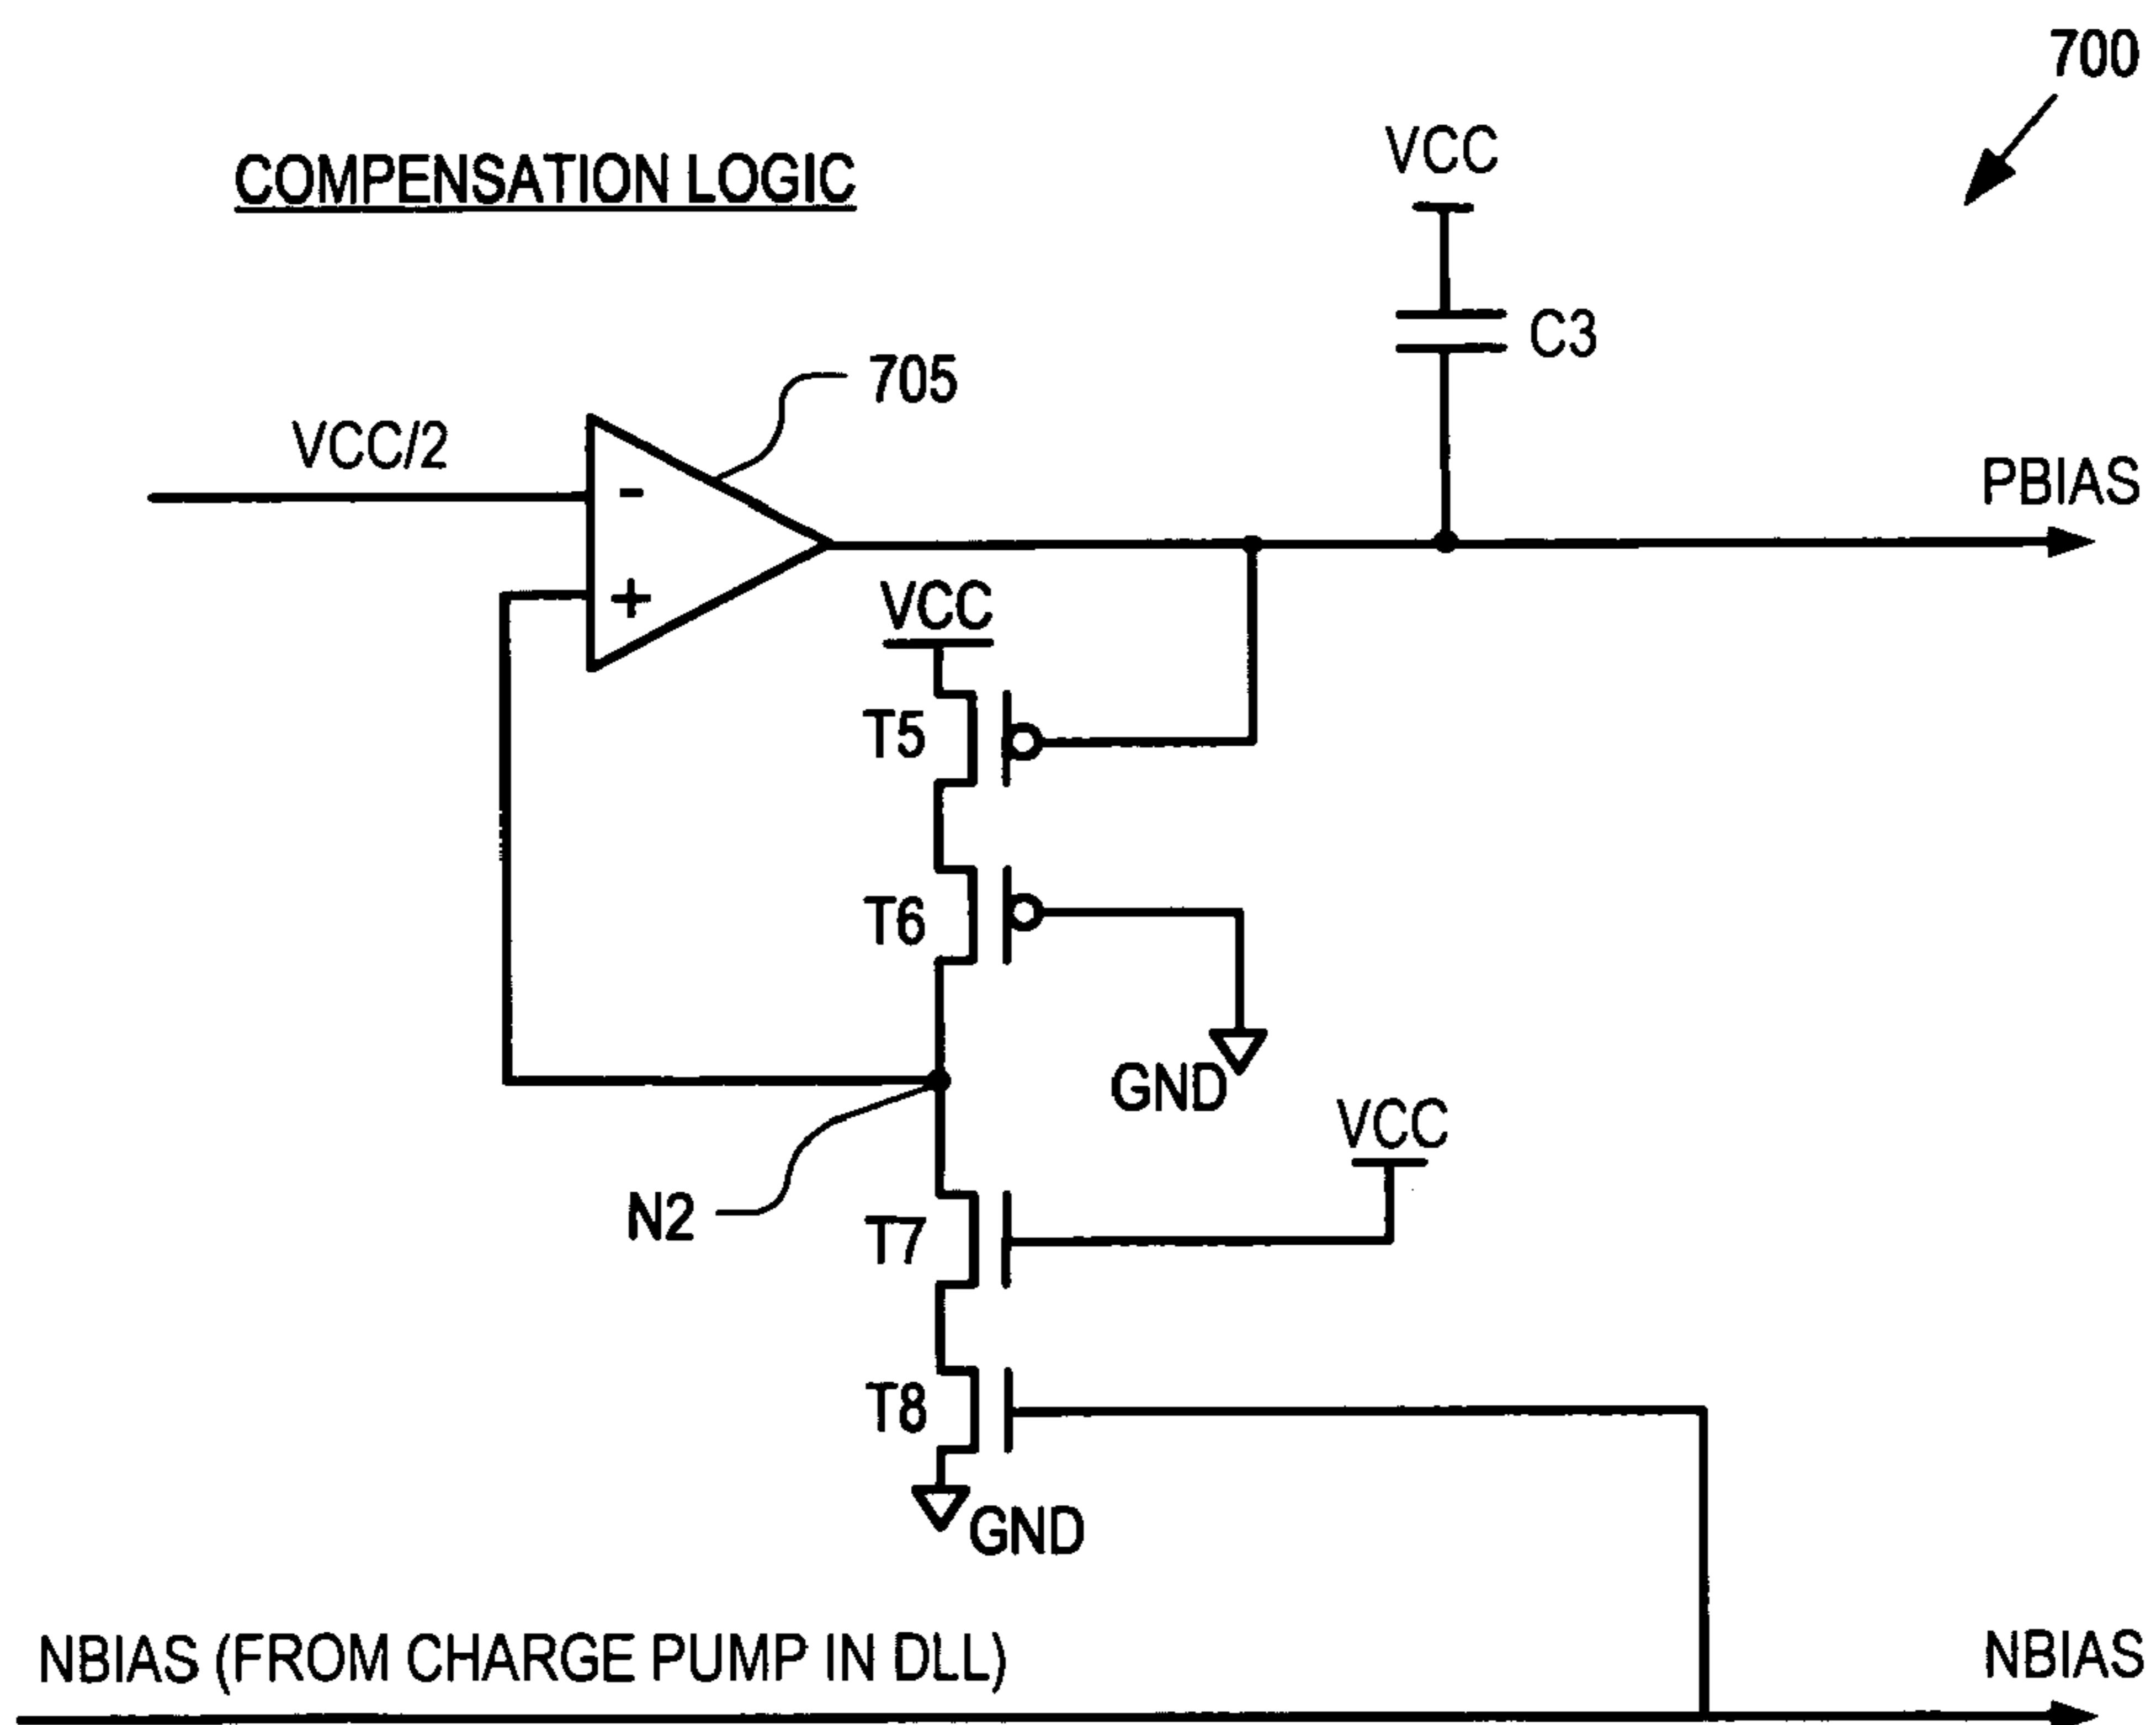 700
COMPENSATION LOGIC
VCC
C3
705
VCC/2
PBIAS
-
+
VCC
T5
T6
GND
VCC
N2
T7
T8
GND
NBIAS (FROM CHARGE PUMP IN DLL)
NBIAS